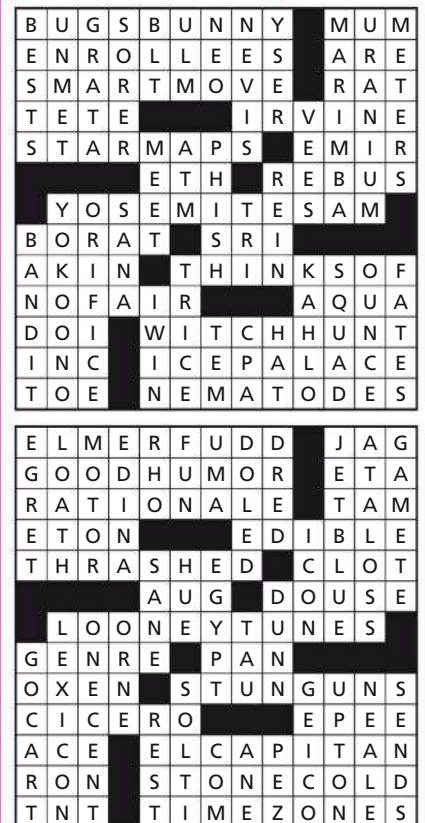 BUGSBUNNY MUM
ENROLLEES ARE
SMARTMOVE RAT
TETE IRVINE
STARMAPS EMIR
ETH REBUS
YOSEMITESAM
BORAT SRI
AKIN THINKSOF
NOFAIR AQUA
DOI WITCHHUNT
INC ICEPALACE
TOE NEMATODES
ELMERFUDD JAG
GOODHUMOR ETA
RATIONALE TAM
ETON EDIBLE
THRASHED CLOT
AUG DOUSE
LOONEYTUNES
GENRE PAN
OXEN STUNGUNS
CICERO EPEE
ACE ELCAPITAN
RON STONECOLD
TNT TIMEZONES